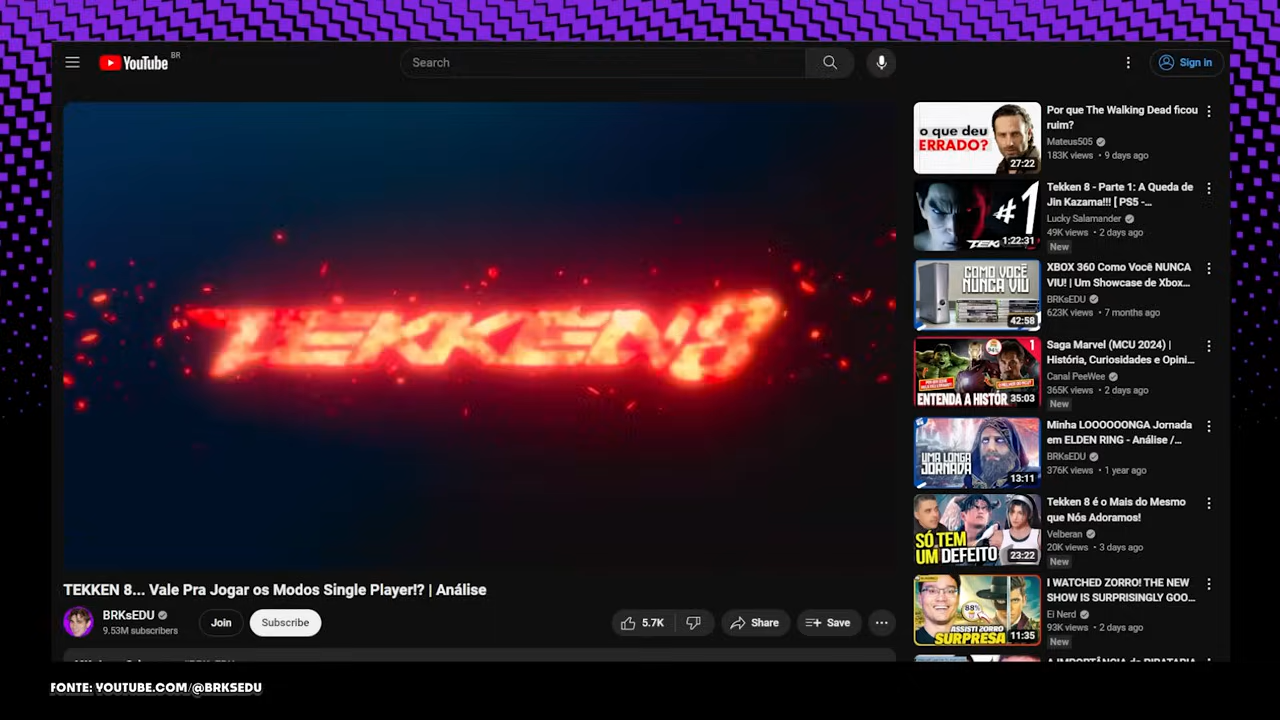 YouTube BR
Search
Sign in
TEKKEN 8
TEKKEN 8... Vale Pra Jogar os Modos Single Player!? | Análise
BRKsEDU
9.53M subscribers
Join
Subscribe
5.7K
Share
Save
o que deu
ERRADO?
27:22
Por que The Walking Dead ficou
ruim?
Mateus505
183K views • 9 days ago
#1
TEK
1:22:31
Tekken 8 - Parte 1: A Queda de
Jin Kazama!!! [ PS5 -...
Lucky Salamander
49K views • 2 days ago
New
COMO VOCÊ
NUNCA VIU
42:58
XBOX 360 Como Você NUNCA
VIU! | Um Showcase de Xbox...
BRKsEDU
623K views • 7 months ago
1
ENTENDA A HISTÓR
35:03
Saga Marvel (MCU 2024) |
História, Curiosidades e Opini...
Canal PeeWee
365K views • 2 days ago
New
UMA LONGA
JORNADA
13:11
Minha LOOOOOONGA Jornada
em ELDEN RING - Análise /...
BRKsEDU
376K views • 1 year ago
SÓ TEM
UM DEFEITO
23:22
Tekken 8 é o Mais do Mesmo
que Nós Adoramos!
Velberan
20K views • 3 days ago
New
88%
ASSISTI ZORRO!
SURPRESA
11:35
I WATCHED ZORRO! THE NEW
SHOW IS SURPRISINGLY GOO...
Ei Nerd
93K views • 2 days ago
New
A IMPORTÂNCIA da PIRATARIA
FONTE: YOUTUBE.COM/@BRKSEDU